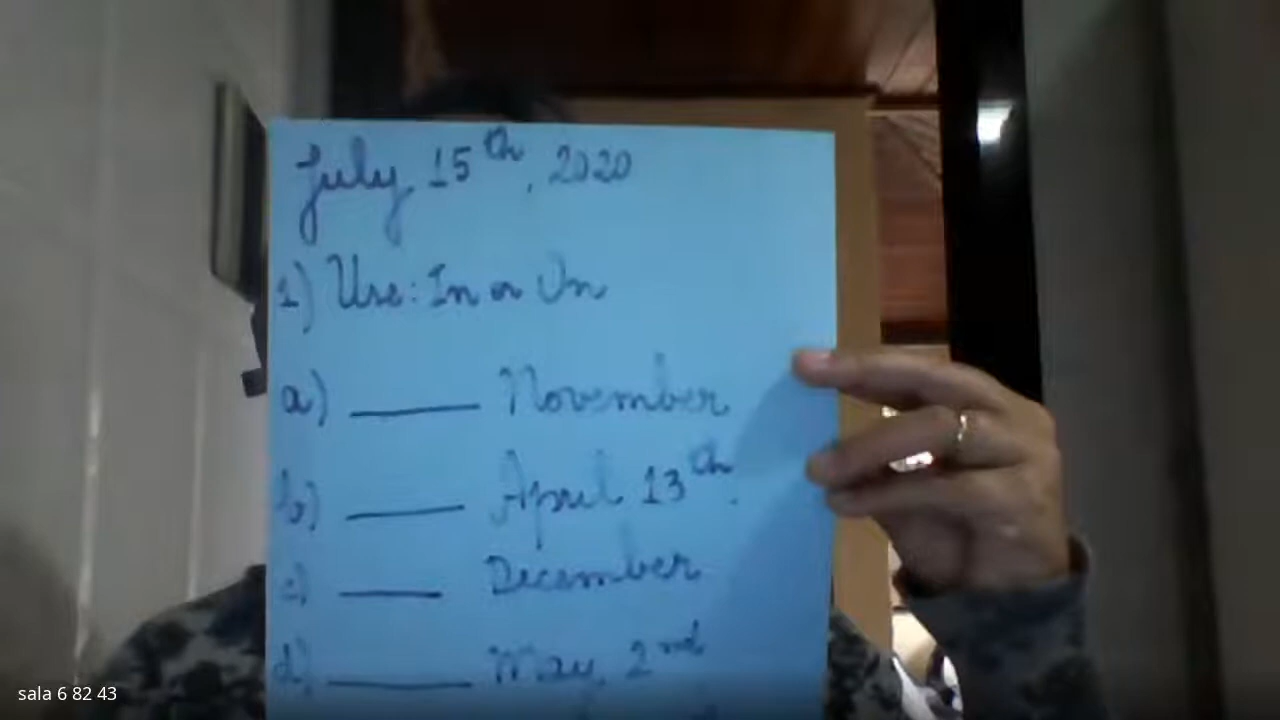 July 15th, 2020
1) Use: In or On
a) ______ November
b) ______ April 13th.
c) ______ December
d) ______ May, 2nd
sala 6 82 43